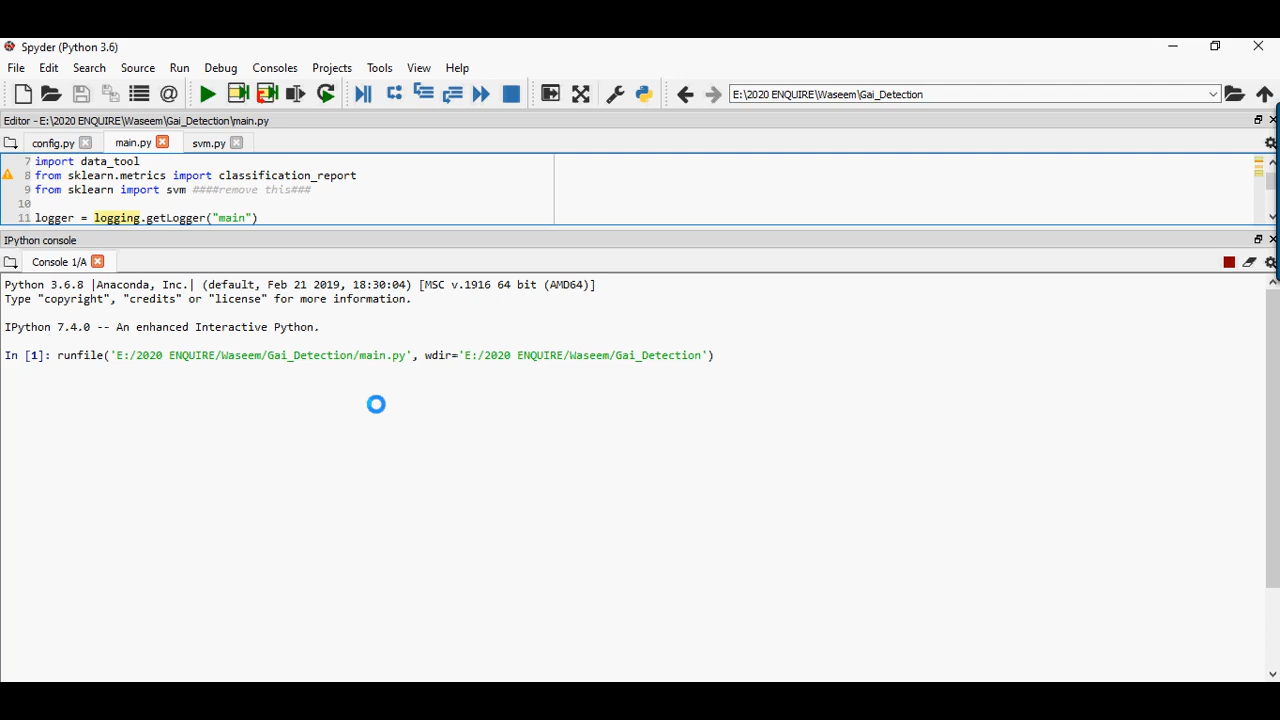 Spyder (Python 3.6)
File Edit Search Source Run Debug Consoles Projects Tools View Help
E:\2020 ENQUIRE\Waseem\Gai_Detection
Editor - E:\2020 ENQUIRE\Waseem\Gai_Detection\main.py
config.py main.py svm.py
7 import data_tool
8 from sklearn.metrics import classification_report
9 from sklearn import svm ####remove this###
10
11 logger = logging.getLogger("main")
IPython console
Console 1/A
Python 3.6.8 |Anaconda, Inc.| (default, Feb 21 2019, 18:30:04) [MSC v.1916 64 bit (AMD64)]
Type "copyright", "credits" or "license" for more information.
IPython 7.4.0 -- An enhanced Interactive Python.
In [1]: runfile('E:/2020 ENQUIRE/Waseem/Gai_Detection/main.py', wdir='E:/2020 ENQUIRE/Waseem/Gai_Detection')